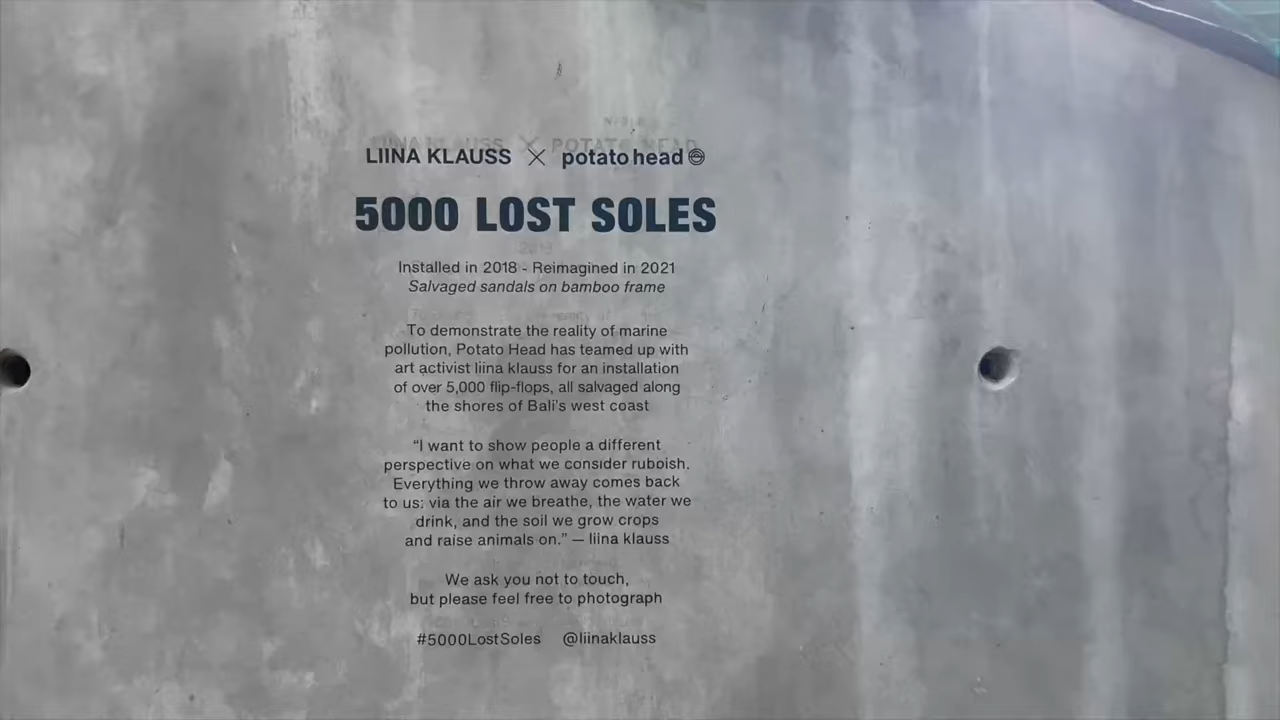 LIINA KLAUSS × potato head
5000 LOST SOLES
Installed in 2018 - Reimagined in 2021
Salvaged sandals on bamboo frame
To demonstrate the reality of marine
pollution, Potato Head has teamed up with
art activist liina klauss for an installation
of over 5,000 flip-flops, all salvaged along
the shores of Bali's west coast
“I want to show people a different
perspective on what we consider ruboish.
Everything we throw away comes back
to us: via the air we breathe, the water we
drink, and the soil we grow crops
and raise animals on.” — liina klauss
We ask you not to touch,
but please feel free to photograph
#5000LostSoles @liinaklauss